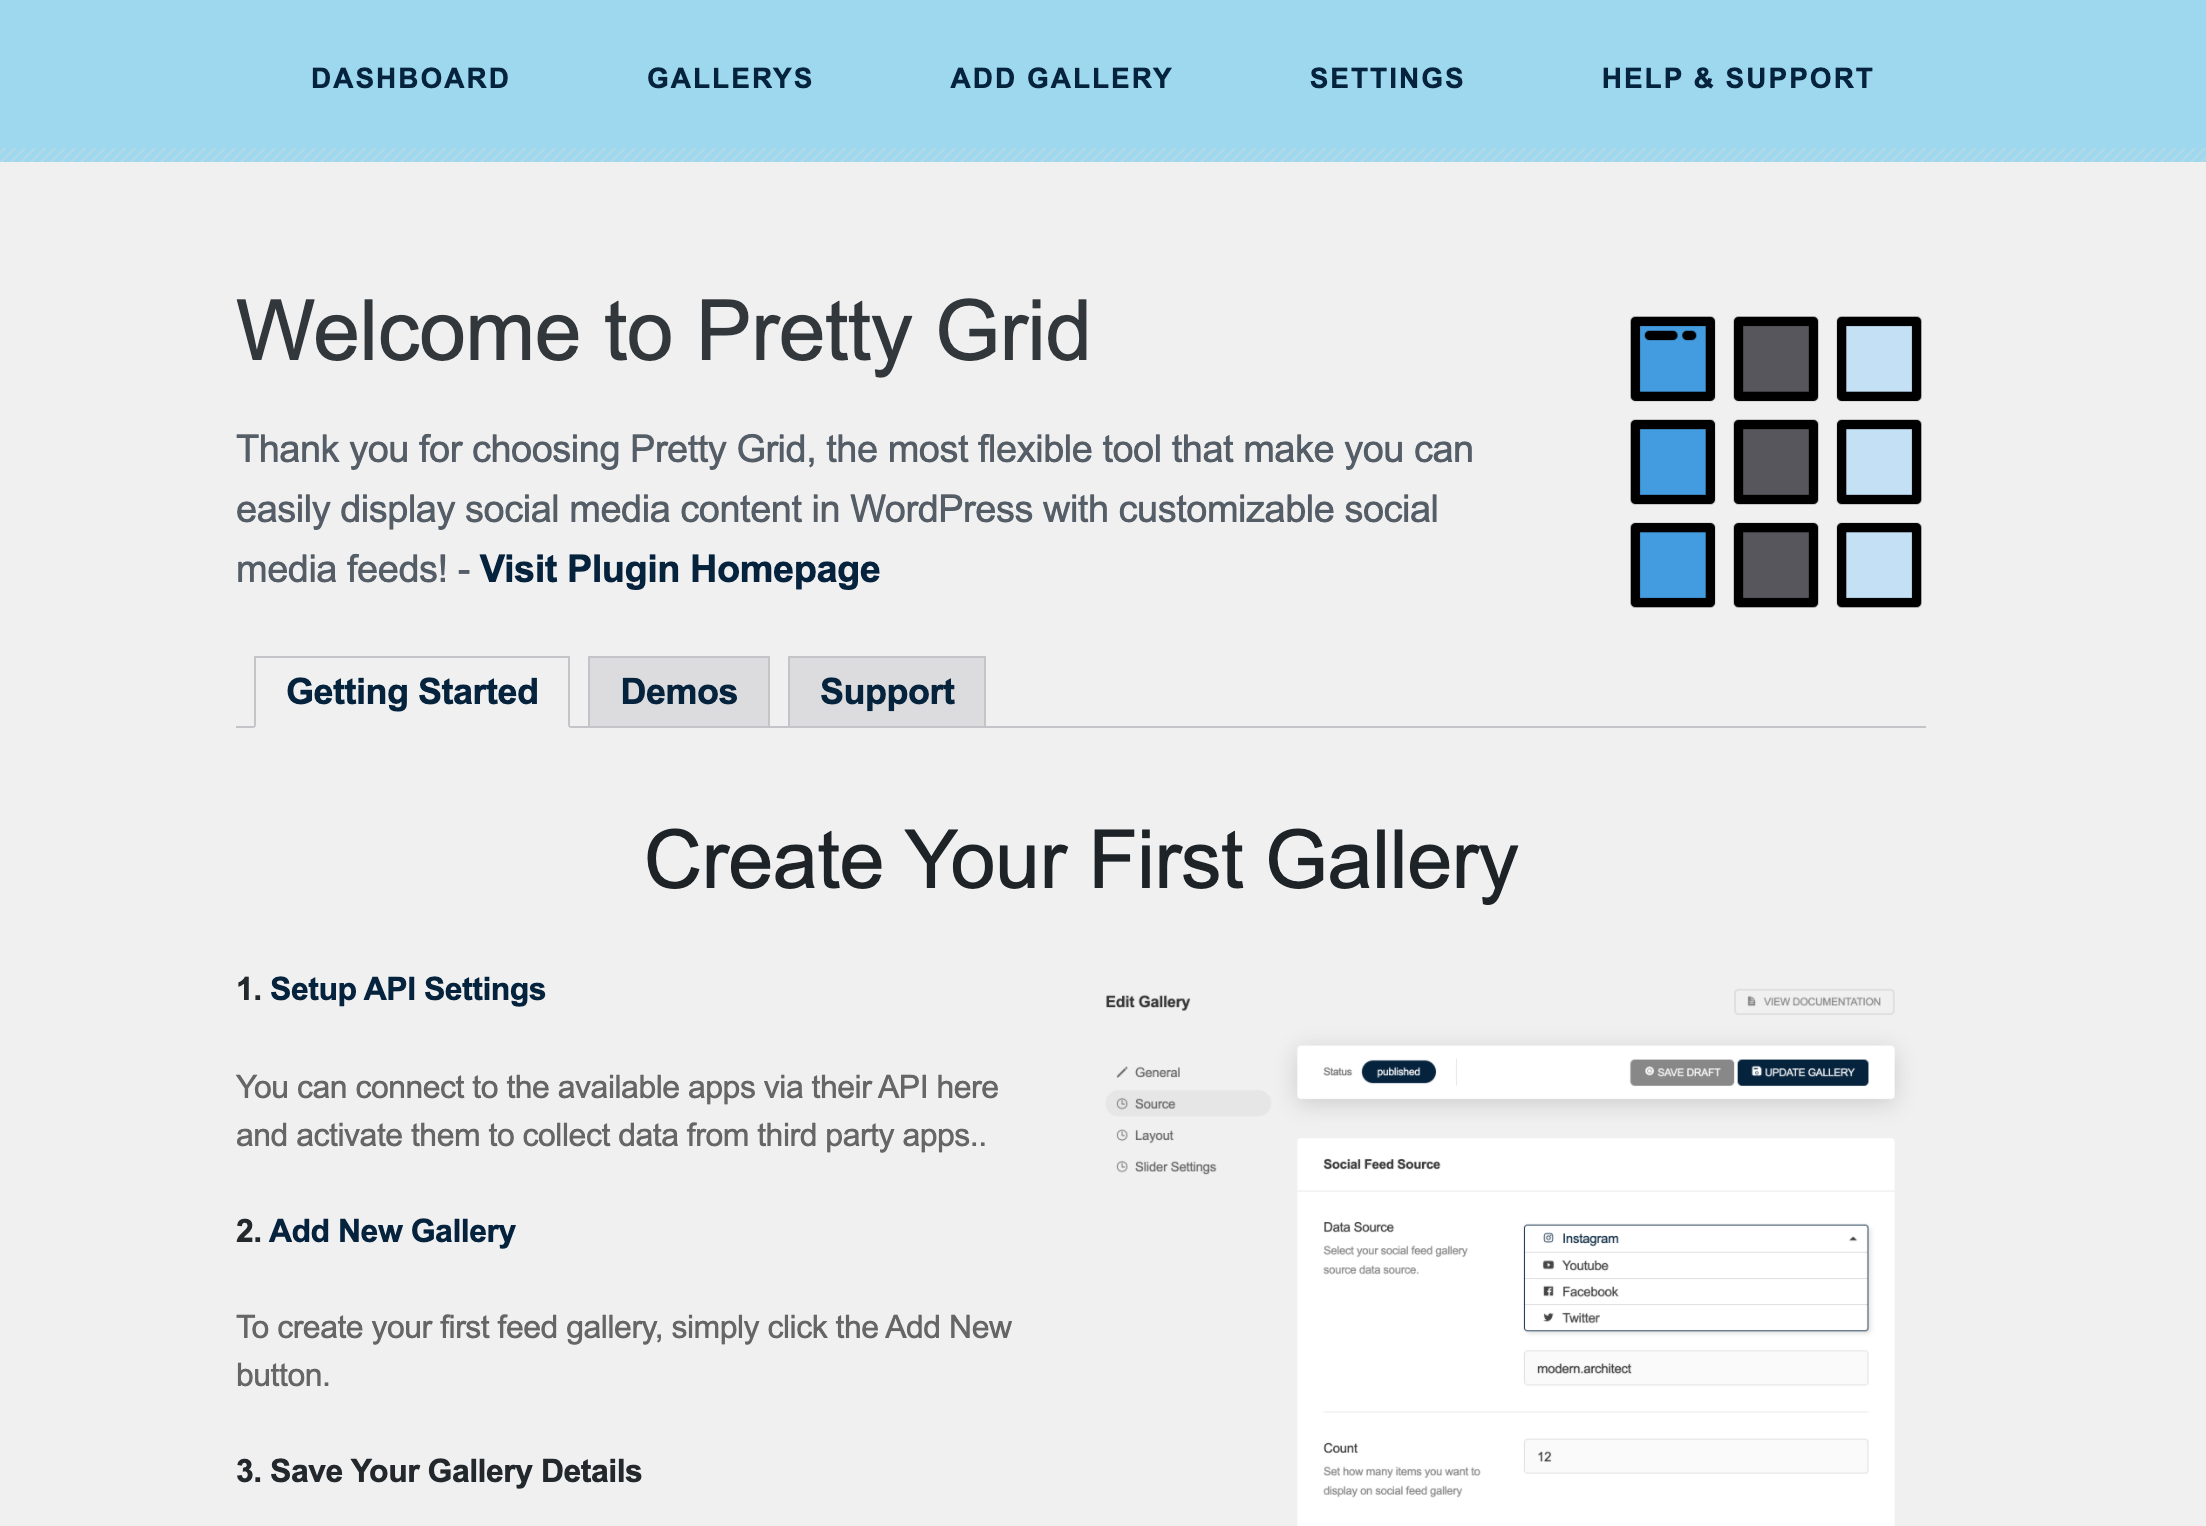 DASHBOARD GALLERYS ADD GALLERY SETTINGS HELP & SUPPORT
Welcome to Pretty Grid
Thank you for choosing Pretty Grid, the most flexible tool that make you can
easily display social media content in WordPress with customizable social
media feeds! - Visit Plugin Homepage
Getting Started Demos Support
Create Your First Gallery
1. Setup API Settings
You can connect to the available apps via their API here
and activate them to collect data from third party apps..
2. Add New Gallery
To create your first feed gallery, simply click the Add New
button.
3. Save Your Gallery Details
Edit Gallery
VIEW DOCUMENTATION
General
Source
Layout
Slider Settings
Status published SAVE DRAFT UPDATE GALLERY
Social Feed Source
Data Source
Select your social feed gallery
source data source.
Instagram
Youtube
Facebook
Twitter
modern.architect
Count
Set how many items you want to
display on social feed gallery
12